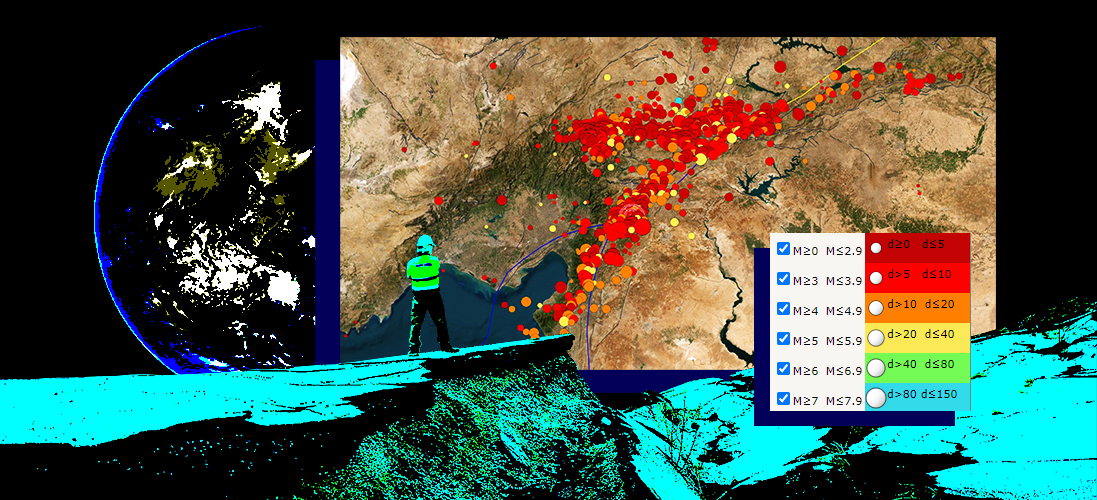 M≥0 M≤2.9 d≥0 d≤5
M≥3 M≤3.9 d>5 d≤10
M≥4 M≤4.9 d>10 d≤20
M≥5 M≤5.9 d>20 d≤40
M≥6 M≤6.9 d>40 d≤80
M≥7 M≤7.9 d>80 d≤150